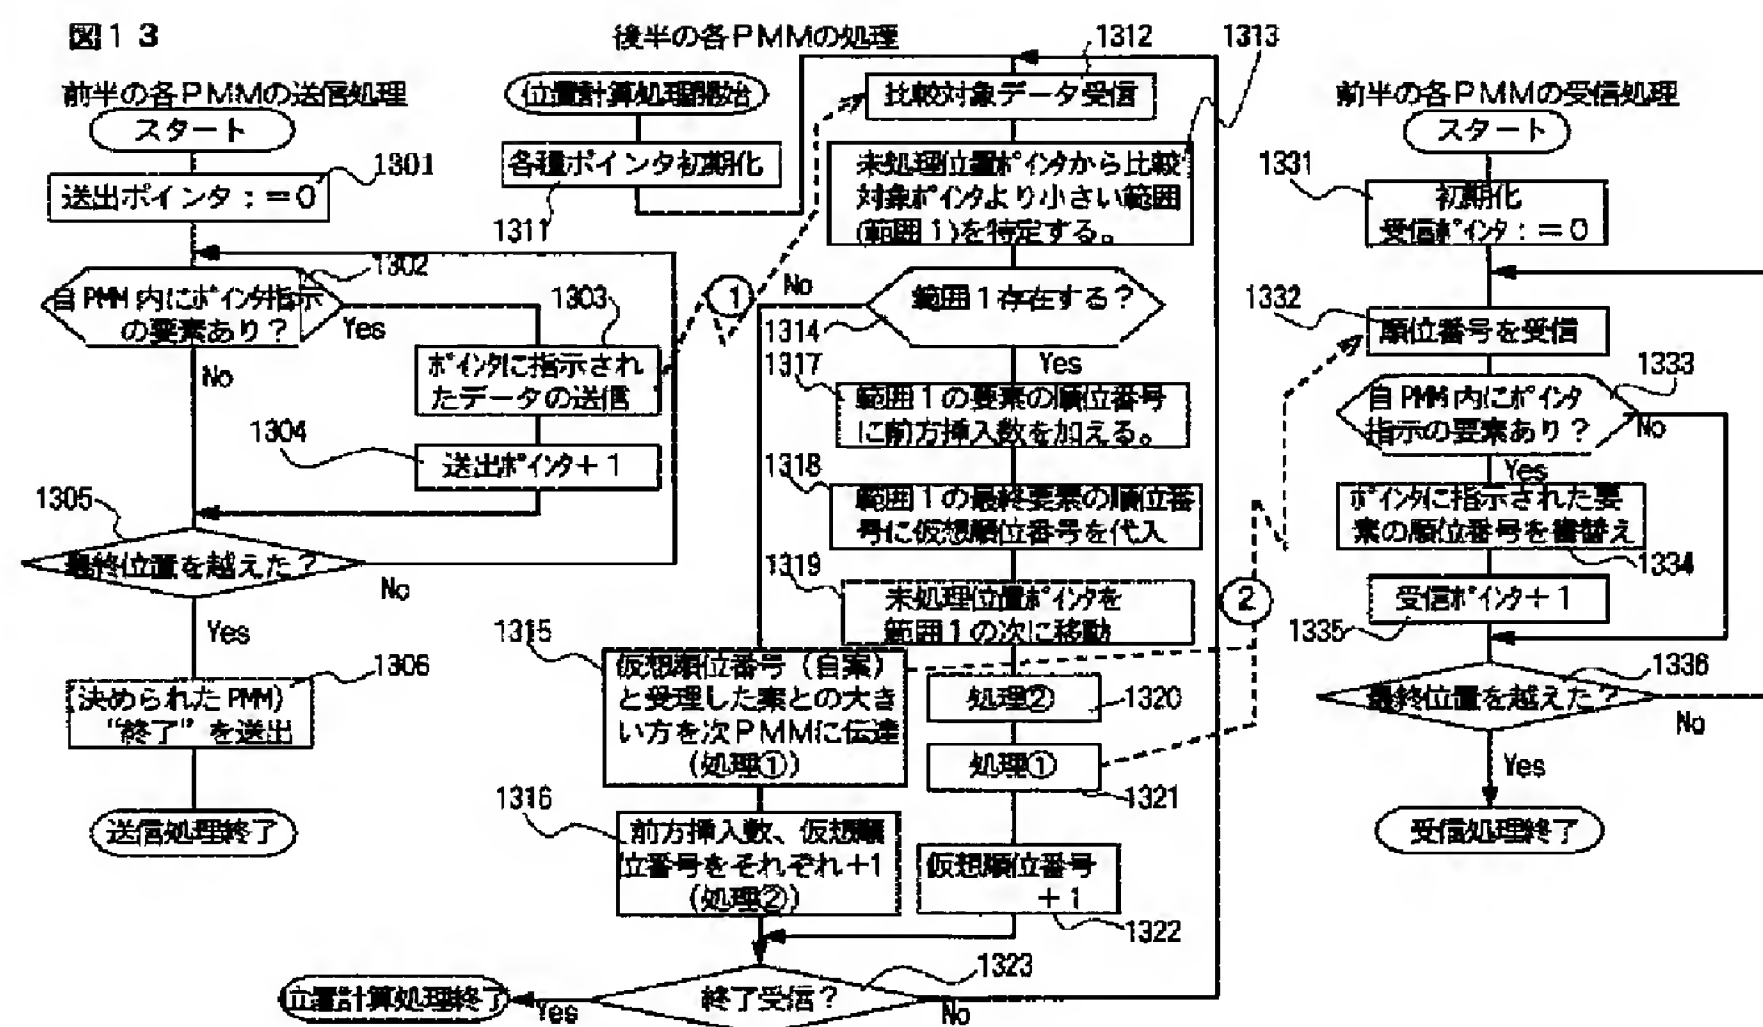 図13
前半の各PMMの送信処理
スタート
1301
送出ポインタ:=0
1302
自PMM内にポインタ指示
の要素あり?
Yes
No
1303
ポインタに指示され
たデータの送信
1304
送出ポインタ+1
1305
最終位置を越えた?
No
Yes
1306
(決められたPMM)
“終了”を送出
送信処理終了
後半の各PMMの処理
位置計算処理開始
各種ポインタ初期化
1311
1312
比較対象データ受信
1313
未処理位置ポインタから比較
対象ポインタより小さい範囲
(範囲1)を特定する。
①
No
範囲1存在する?
1314
Yes
1317
範囲1の要素の順位番号
に前方挿入数を加える。
1318
範囲1の最終要素の順位番
号に仮想順位番号を代入
1319
未処理位置ポインタを
範囲1の次に移動
1315
仮想順位番号(自案)
と受理した案との大き
い方を次PMMに伝達
(処理①)
処理②
1320
処理①
1321
1316
前方挿入数、仮想順
位番号をそれぞれ+1
(処理②)
仮想順位番号
+1
1322
1323
終了受信?
Yes
No
位置計算処理終了
②
前半の各PMMの受信処理
スタート
1331
初期化
受信ポインタ:=0
1332
順位番号を受信
1333
自PMM内にポインタ
指示の要素あり?
No
Yes
ポインタに指示された要
素の順位番号を書替え
1334
受信ポインタ+1
1335
1336
最終位置を越えた?
No
Yes
受信処理終了